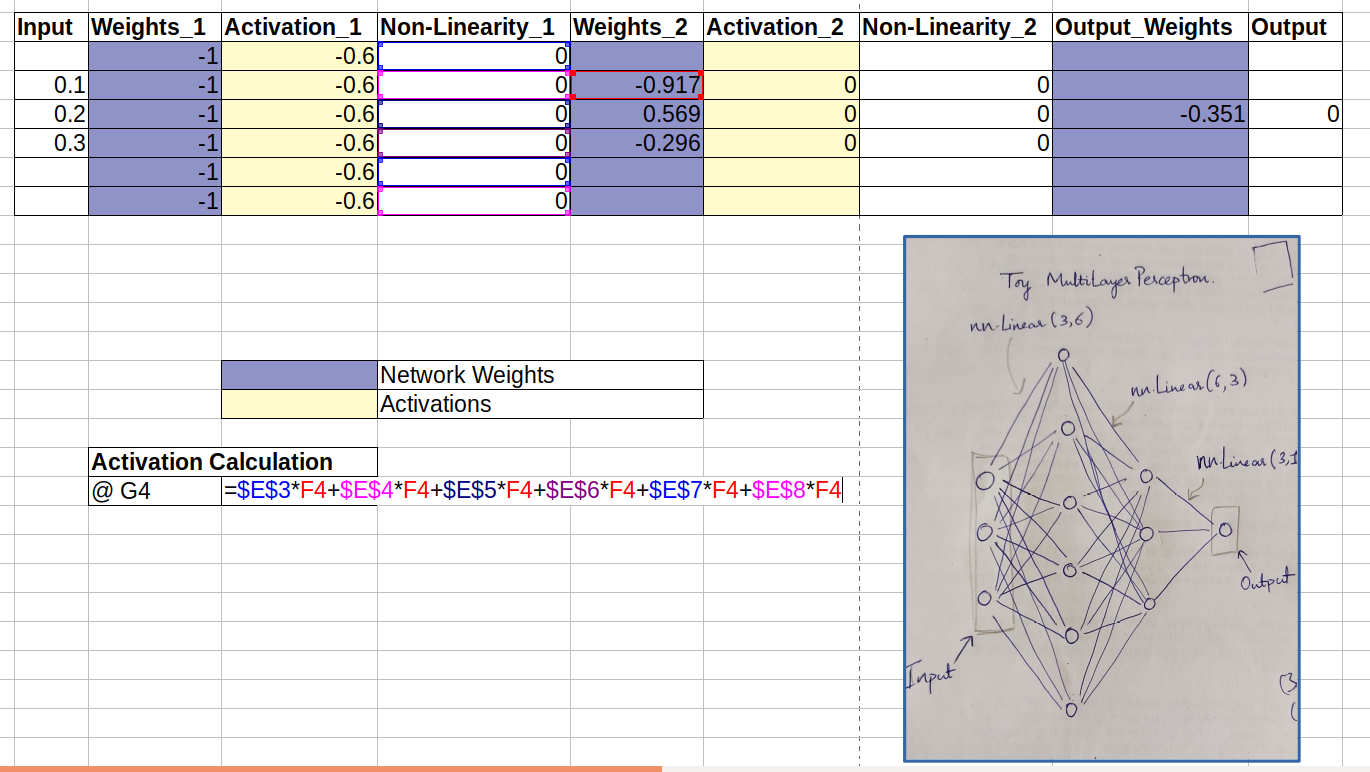 Input Weights_1 Activation_1 Non-Linearity_1 Weights_2 Activation_2 Non-Linearity_2 Output_Weights Output
-1 -0.6 0
0.1 -1 -0.6 0 -0.917 0 0
0.2 -1 -0.6 0 0.569 0 0 -0.351 0
0.3 -1 -0.6 0 -0.296 0 0
-1 -0.6 0
-1 -0.6 0
Toy MultiLayer Perceptron.
nn.Linear (3,6)
nn.Linear (6,3)
nn.Linear (3,1
Output
Input
(3
(
Network Weights
Activations
Activation Calculation
@ G4 =$E$3*F4+$E$4*F4+$E$5*F4+$E$6*F4+$E$7*F4+$E$8*F4